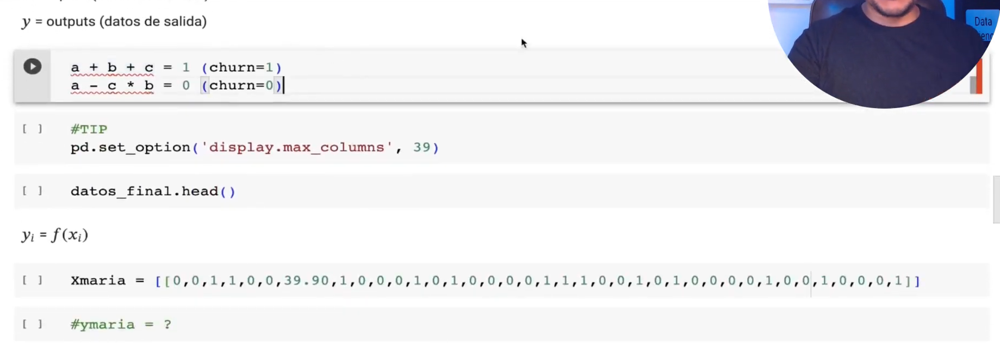 y = outputs (datos de salida)
Data
a + b + c = 1 (churn=1)
a - c * b = 0 (churn=0)
[ ] #TIP
pd.set_option('display.max_columns', 39)
[ ] datos_final.head()
yi = f(xi)
[ ] Xmaria = [[0,0,1,1,0,0,39.90,1,0,0,0,1,0,1,0,0,0,0,1,1,1,0,0,1,0,1,0,0,0,0,1,0,0,1,0,0,0,1]]
[ ] #ymaria = ?